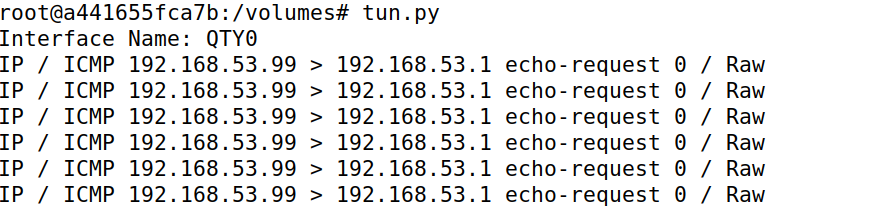 root@a441655fca7b:/volumes# tun.py
Interface Name: QTY0
IP / ICMP 192.168.53.99 > 192.168.53.1 echo-request 0 / Raw
IP / ICMP 192.168.53.99 > 192.168.53.1 echo-request 0 / Raw
IP / ICMP 192.168.53.99 > 192.168.53.1 echo-request 0 / Raw
IP / ICMP 192.168.53.99 > 192.168.53.1 echo-request 0 / Raw
IP / ICMP 192.168.53.99 > 192.168.53.1 echo-request 0 / Raw
IP / ICMP 192.168.53.99 > 192.168.53.1 echo-request 0 / Raw